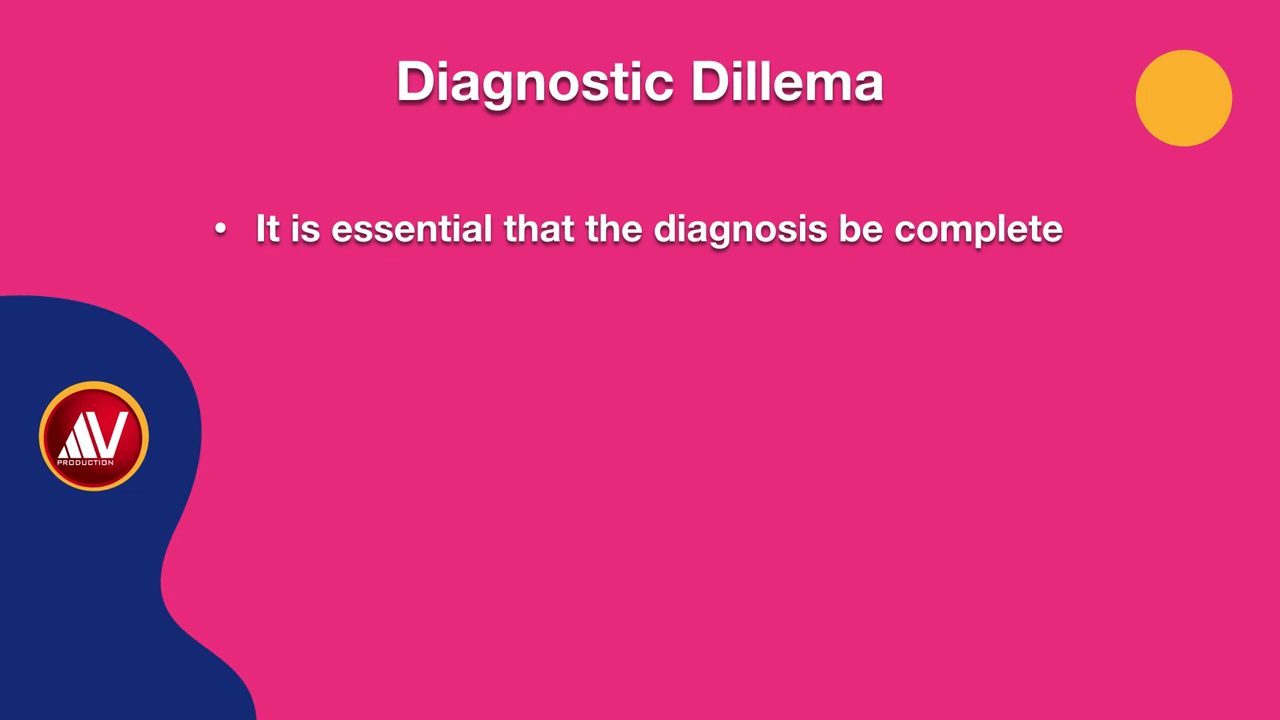 Diagnostic Dillema
• It is essential that the diagnosis be complete
AV
PRODUCTION